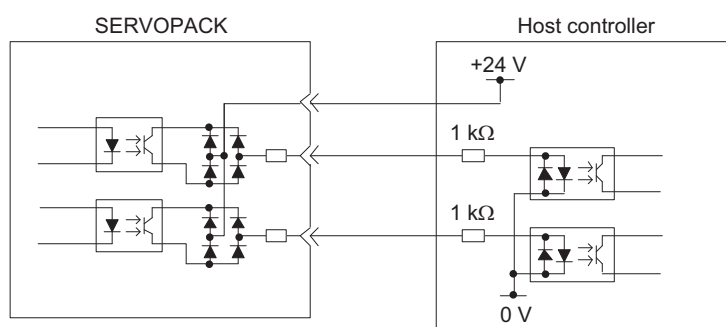 SERVOPACK
Host controller
+24 V
1 kΩ
1 kΩ
0 V